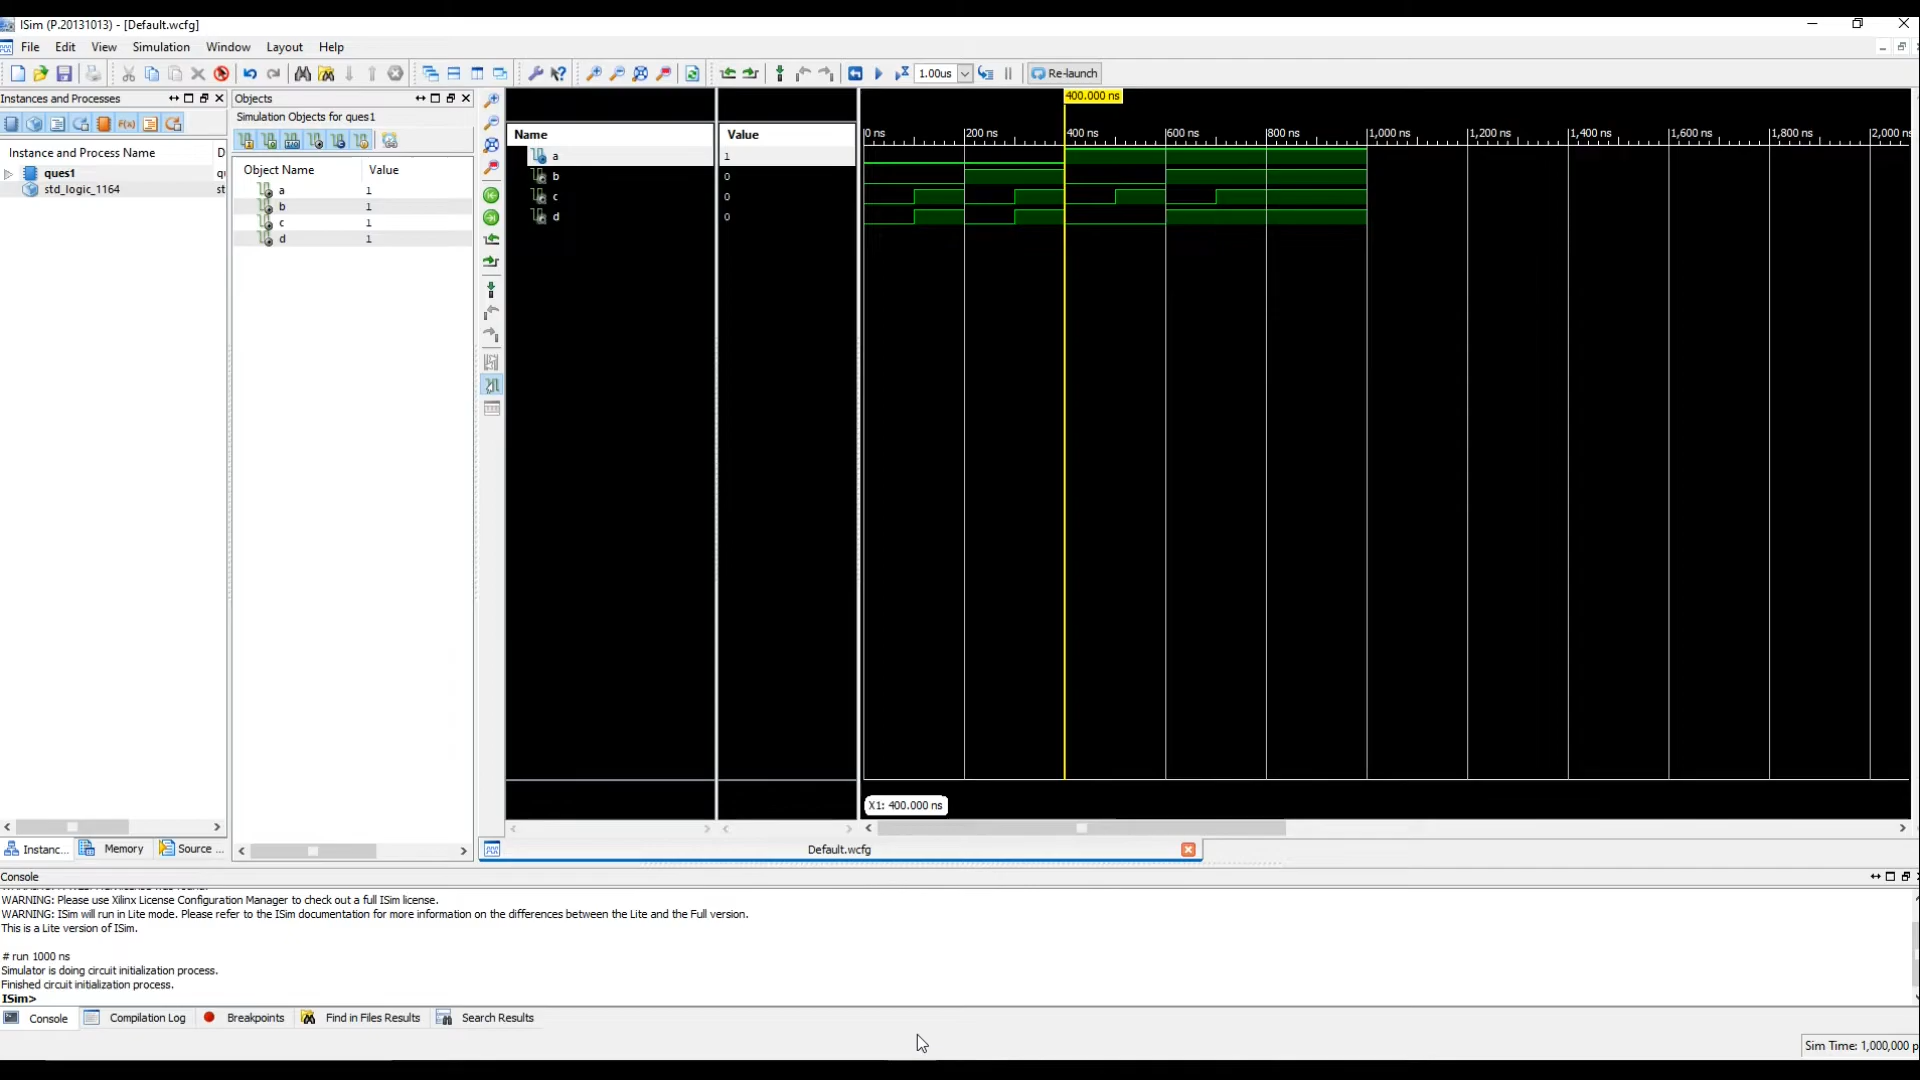 ISim (P.20131013) - [Default.wcfg]
File Edit View Simulation Window Layout Help
1.00us Re-launch
Instances and Processes
Objects
400.000 ns
Simulation Objects for ques1
Name Value
0 ns 200 ns 400 ns 600 ns 800 ns 1,000 ns 1,200 ns 1,400 ns 1,600 ns 1,800 ns 2,000 ns
Instance and Process Name D
Object Name Value
ques1
std_logic_1164 st
a 1
b 1
c 1
d 1
a 1
b 0
c 0
d 0
X1: 400.000 ns
Instanc... Memory Source ...
Default.wcfg
Console
WARNING: Please use Xilinx License Configuration Manager to check out a full ISim license.
WARNING: ISim will run in Lite mode. Please refer to the ISim documentation for more information on the differences between the Lite and the Full version.
This is a Lite version of ISim.
# run 1000 ns
Simulator is doing circuit initialization process.
Finished circuit initialization process.
ISim>
Console Compilation Log Breakpoints Find in Files Results Search Results
Sim Time: 1,000,000 p